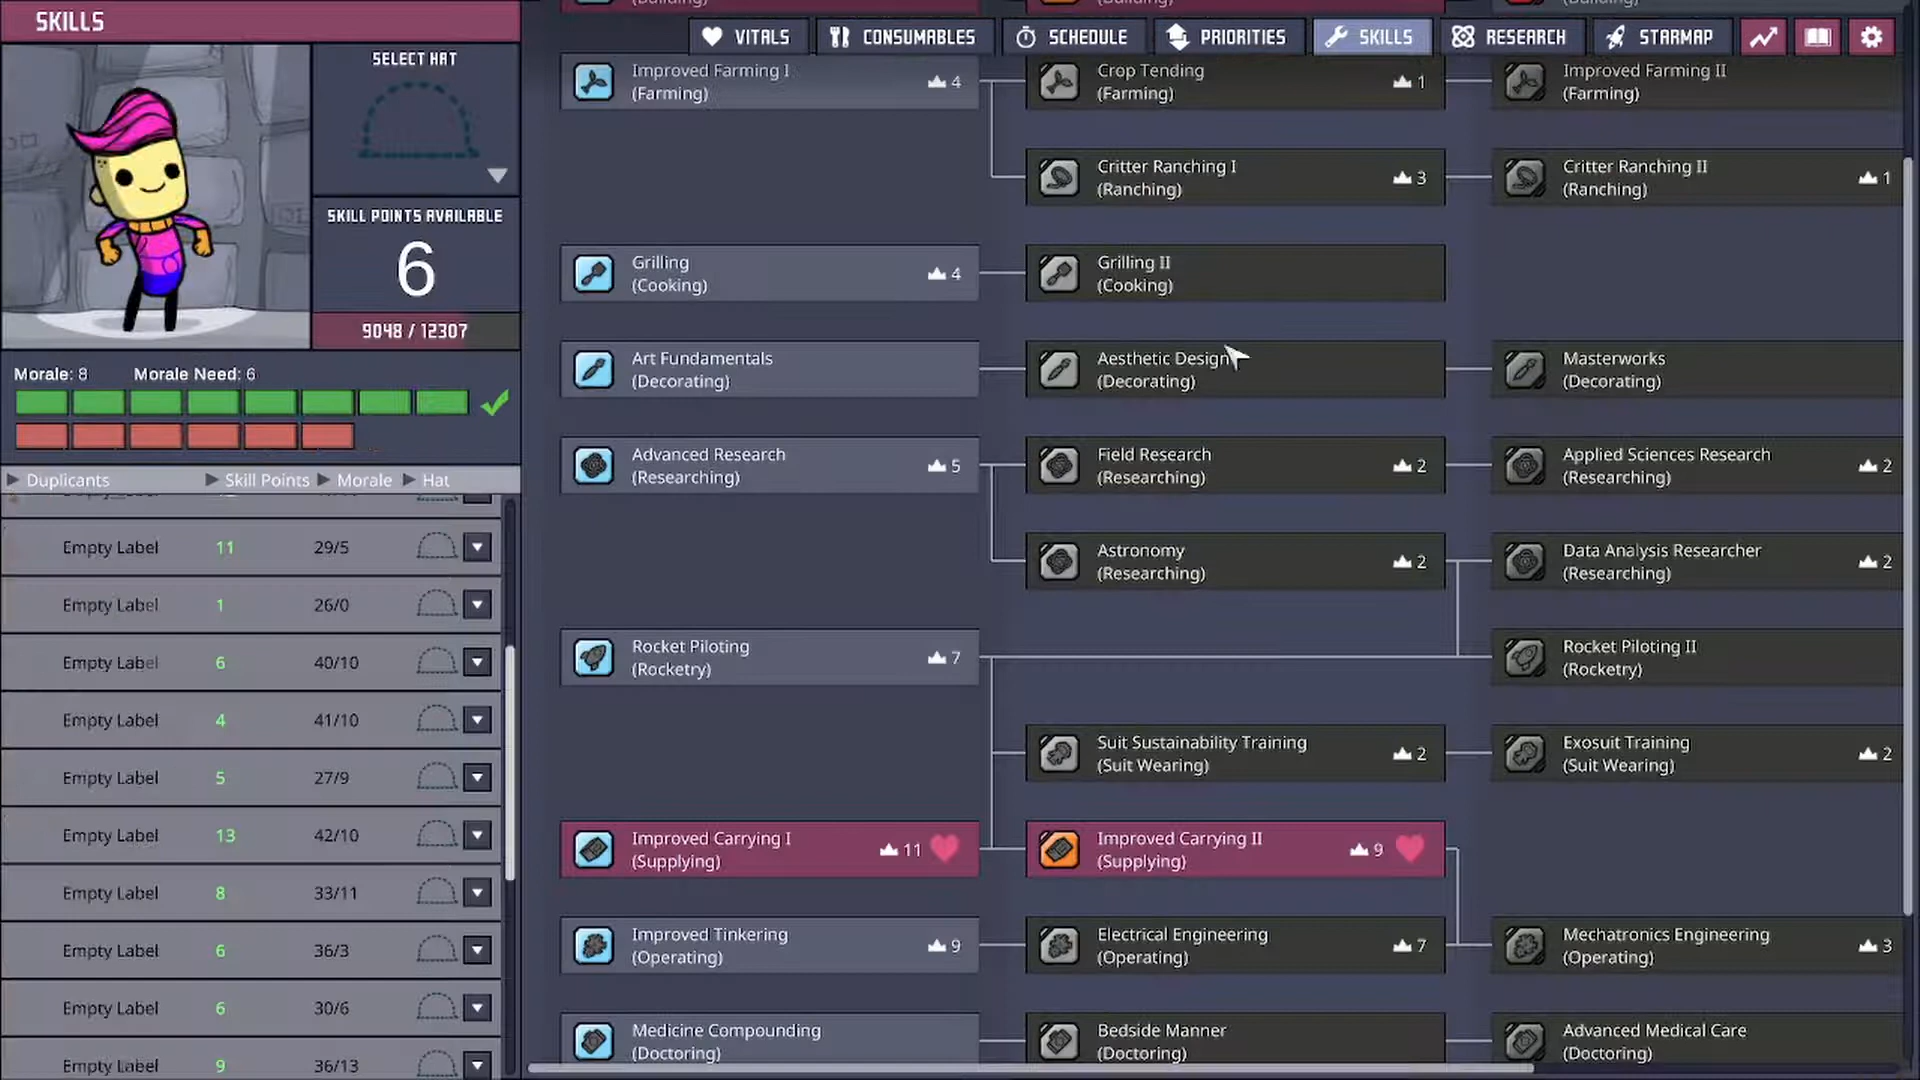 SKILLS
VITALS
CONSUMABLES
SCHEDULE
PRIORITIES
SKILLS
RESEARCH
STARMAP
SELECT HAT
SKILL POINTS AVAILABLE
6
9048 / 12307
Morale: 8 Morale Need: 6
Duplicants Skill Points Morale Hat
Empty Label 11 29/5
Empty Label 1 26/0
Empty Label 6 40/10
Empty Label 4 41/10
Empty Label 5 27/9
Empty Label 13 42/10
Empty Label 8 33/11
Empty Label 6 36/3
Empty Label 6 30/6
Empty Label 9 36/13
Improved Farming I
(Farming)
4
Crop Tending
(Farming)
1
Improved Farming II
(Farming)
Critter Ranching I
(Ranching)
3
Critter Ranching II
(Ranching)
1
Grilling
(Cooking)
4
Grilling II
(Cooking)
Art Fundamentals
(Decorating)
Aesthetic Design
(Decorating)
Masterworks
(Decorating)
Advanced Research
(Researching)
5
Field Research
(Researching)
2
Applied Sciences Research
(Researching)
2
Astronomy
(Researching)
2
Data Analysis Researcher
(Researching)
2
Rocket Piloting
(Rocketry)
7
Rocket Piloting II
(Rocketry)
Suit Sustainability Training
(Suit Wearing)
2
Exosuit Training
(Suit Wearing)
2
Improved Carrying I
(Supplying)
11
Improved Carrying II
(Supplying)
9
Improved Tinkering
(Operating)
9
Electrical Engineering
(Operating)
7
Mechatronics Engineering
(Operating)
3
Medicine Compounding
(Doctoring)
Bedside Manner
(Doctoring)
Advanced Medical Care
(Doctoring)